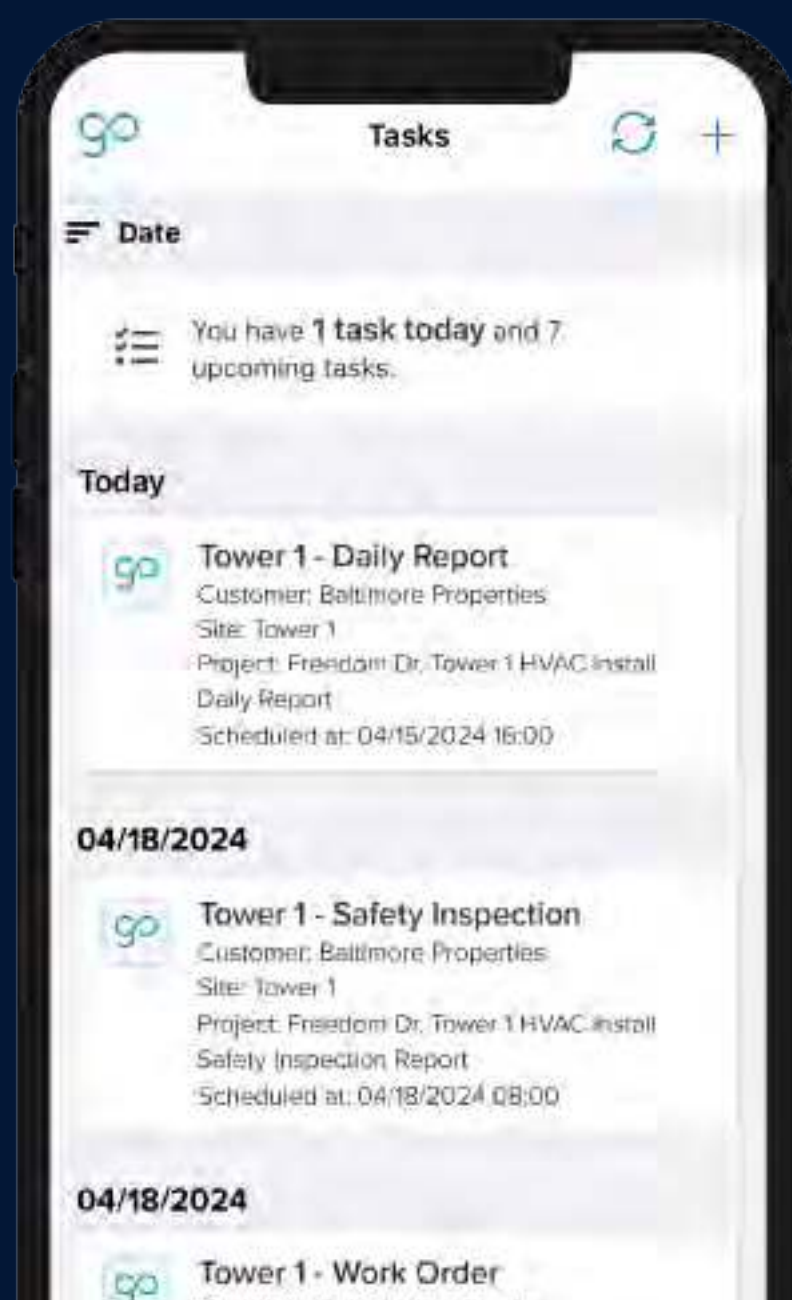 go
Tasks
Date
You have 1 task today and 7
upcoming tasks.
Today
go
Tower 1 - Daily Report
Customer: Baltimore Properties
Site: Tower 1
Project: Freedom Dr, Tower 1 HVAC Install
Daily Report
Scheduled at: 04/15/2024 16:00
04/18/2024
go
Tower 1 - Safety Inspection
Customer: Baltimore Properties
Site: Tower 1
Project: Freedom Dr, Tower 1 HVAC Install
Safety Inspection Report
Scheduled at: 04/18/2024 08:00
04/18/2024
go
Tower 1 - Work Order